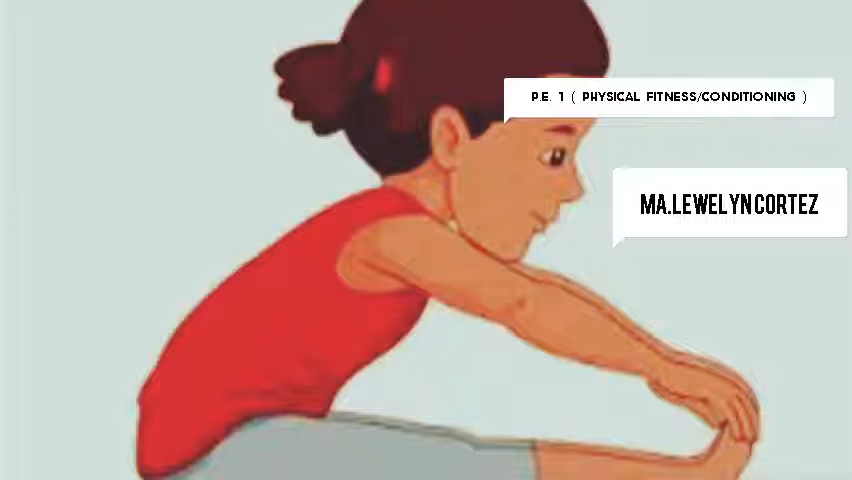 P.E. 1 ( PHYSICAL FITNESS/CONDITIONING )
MA.LEWELYNCORTEZ